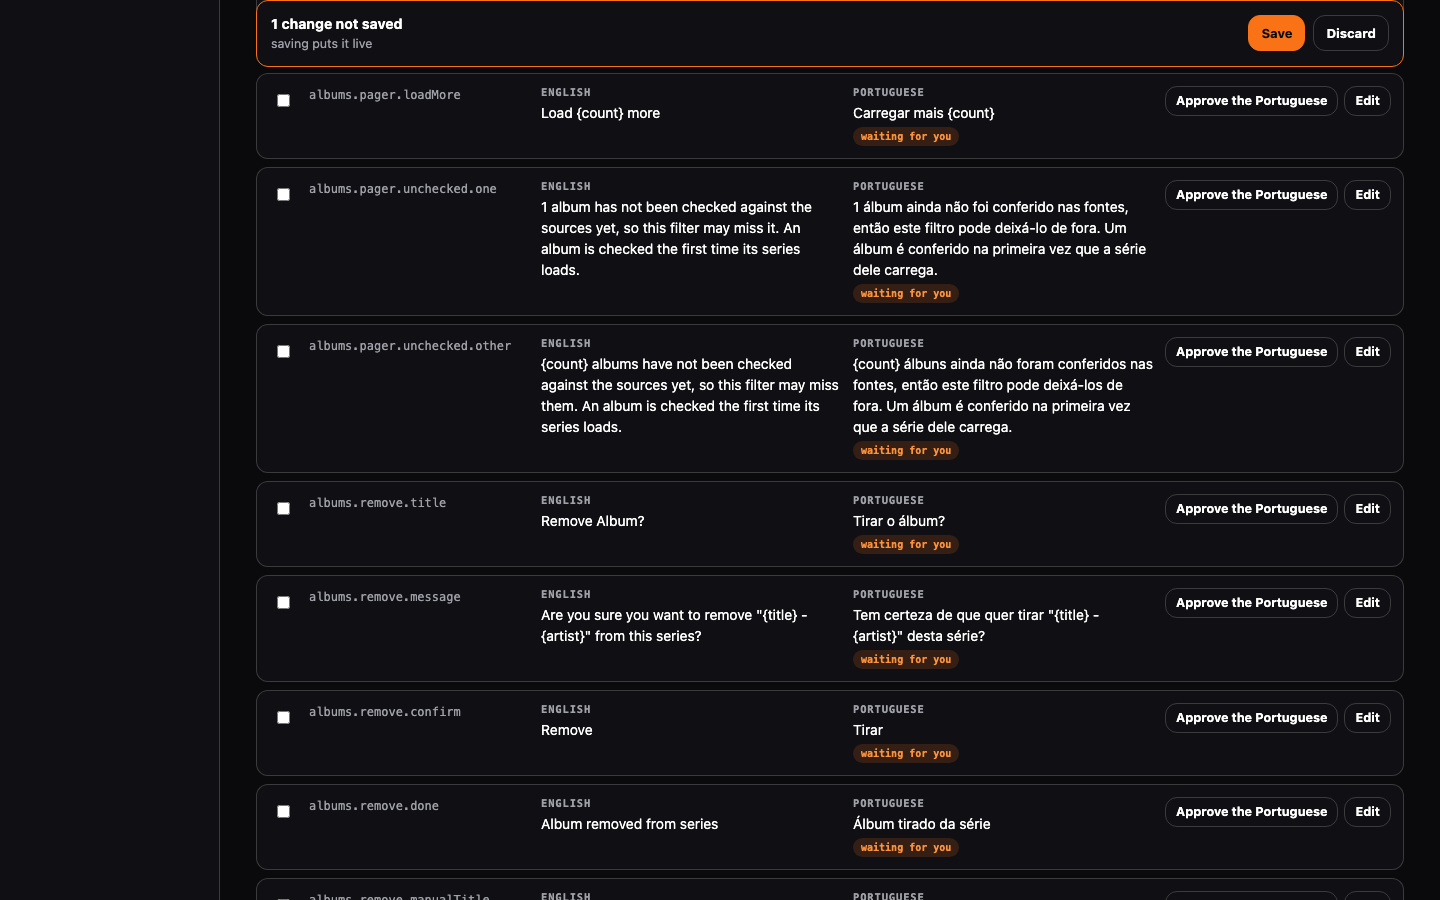 1 change not saved
saving puts it live
Save
Discard
albums.pager.loadMore
ENGLISH
Load {count} more
PORTUGUESE
Carregar mais {count}
waiting for you
Approve the Portuguese
Edit
albums.pager.unchecked.one
ENGLISH
1 album has not been checked against the
sources yet, so this filter may miss it. An
album is checked the first time its series
loads.
PORTUGUESE
1 álbum ainda não foi conferido nas fontes,
então este filtro pode deixá-lo de fora. Um
álbum é conferido na primeira vez que a série
dele carrega.
waiting for you
Approve the Portuguese
Edit
albums.pager.unchecked.other
ENGLISH
{count} albums have not been checked
against the sources yet, so this filter may miss
them. An album is checked the first time its
series loads.
PORTUGUESE
{count} álbuns ainda não foram conferidos nas
fontes, então este filtro pode deixá-los de
fora. Um álbum é conferido na primeira vez
que a série dele carrega.
waiting for you
Approve the Portuguese
Edit
albums.remove.title
ENGLISH
Remove Album?
PORTUGUESE
Tirar o álbum?
waiting for you
Approve the Portuguese
Edit
albums.remove.message
ENGLISH
Are you sure you want to remove "{title} -
{artist}" from this series?
PORTUGUESE
Tem certeza de que quer tirar "{title} -
{artist}" desta série?
waiting for you
Approve the Portuguese
Edit
albums.remove.confirm
ENGLISH
Remove
PORTUGUESE
Tirar
waiting for you
Approve the Portuguese
Edit
albums.remove.done
ENGLISH
Album removed from series
PORTUGUESE
Álbum tirado da série
waiting for you
Approve the Portuguese
Edit
albums.remove.manualTitle
ENGLISH
PORTUGUESE